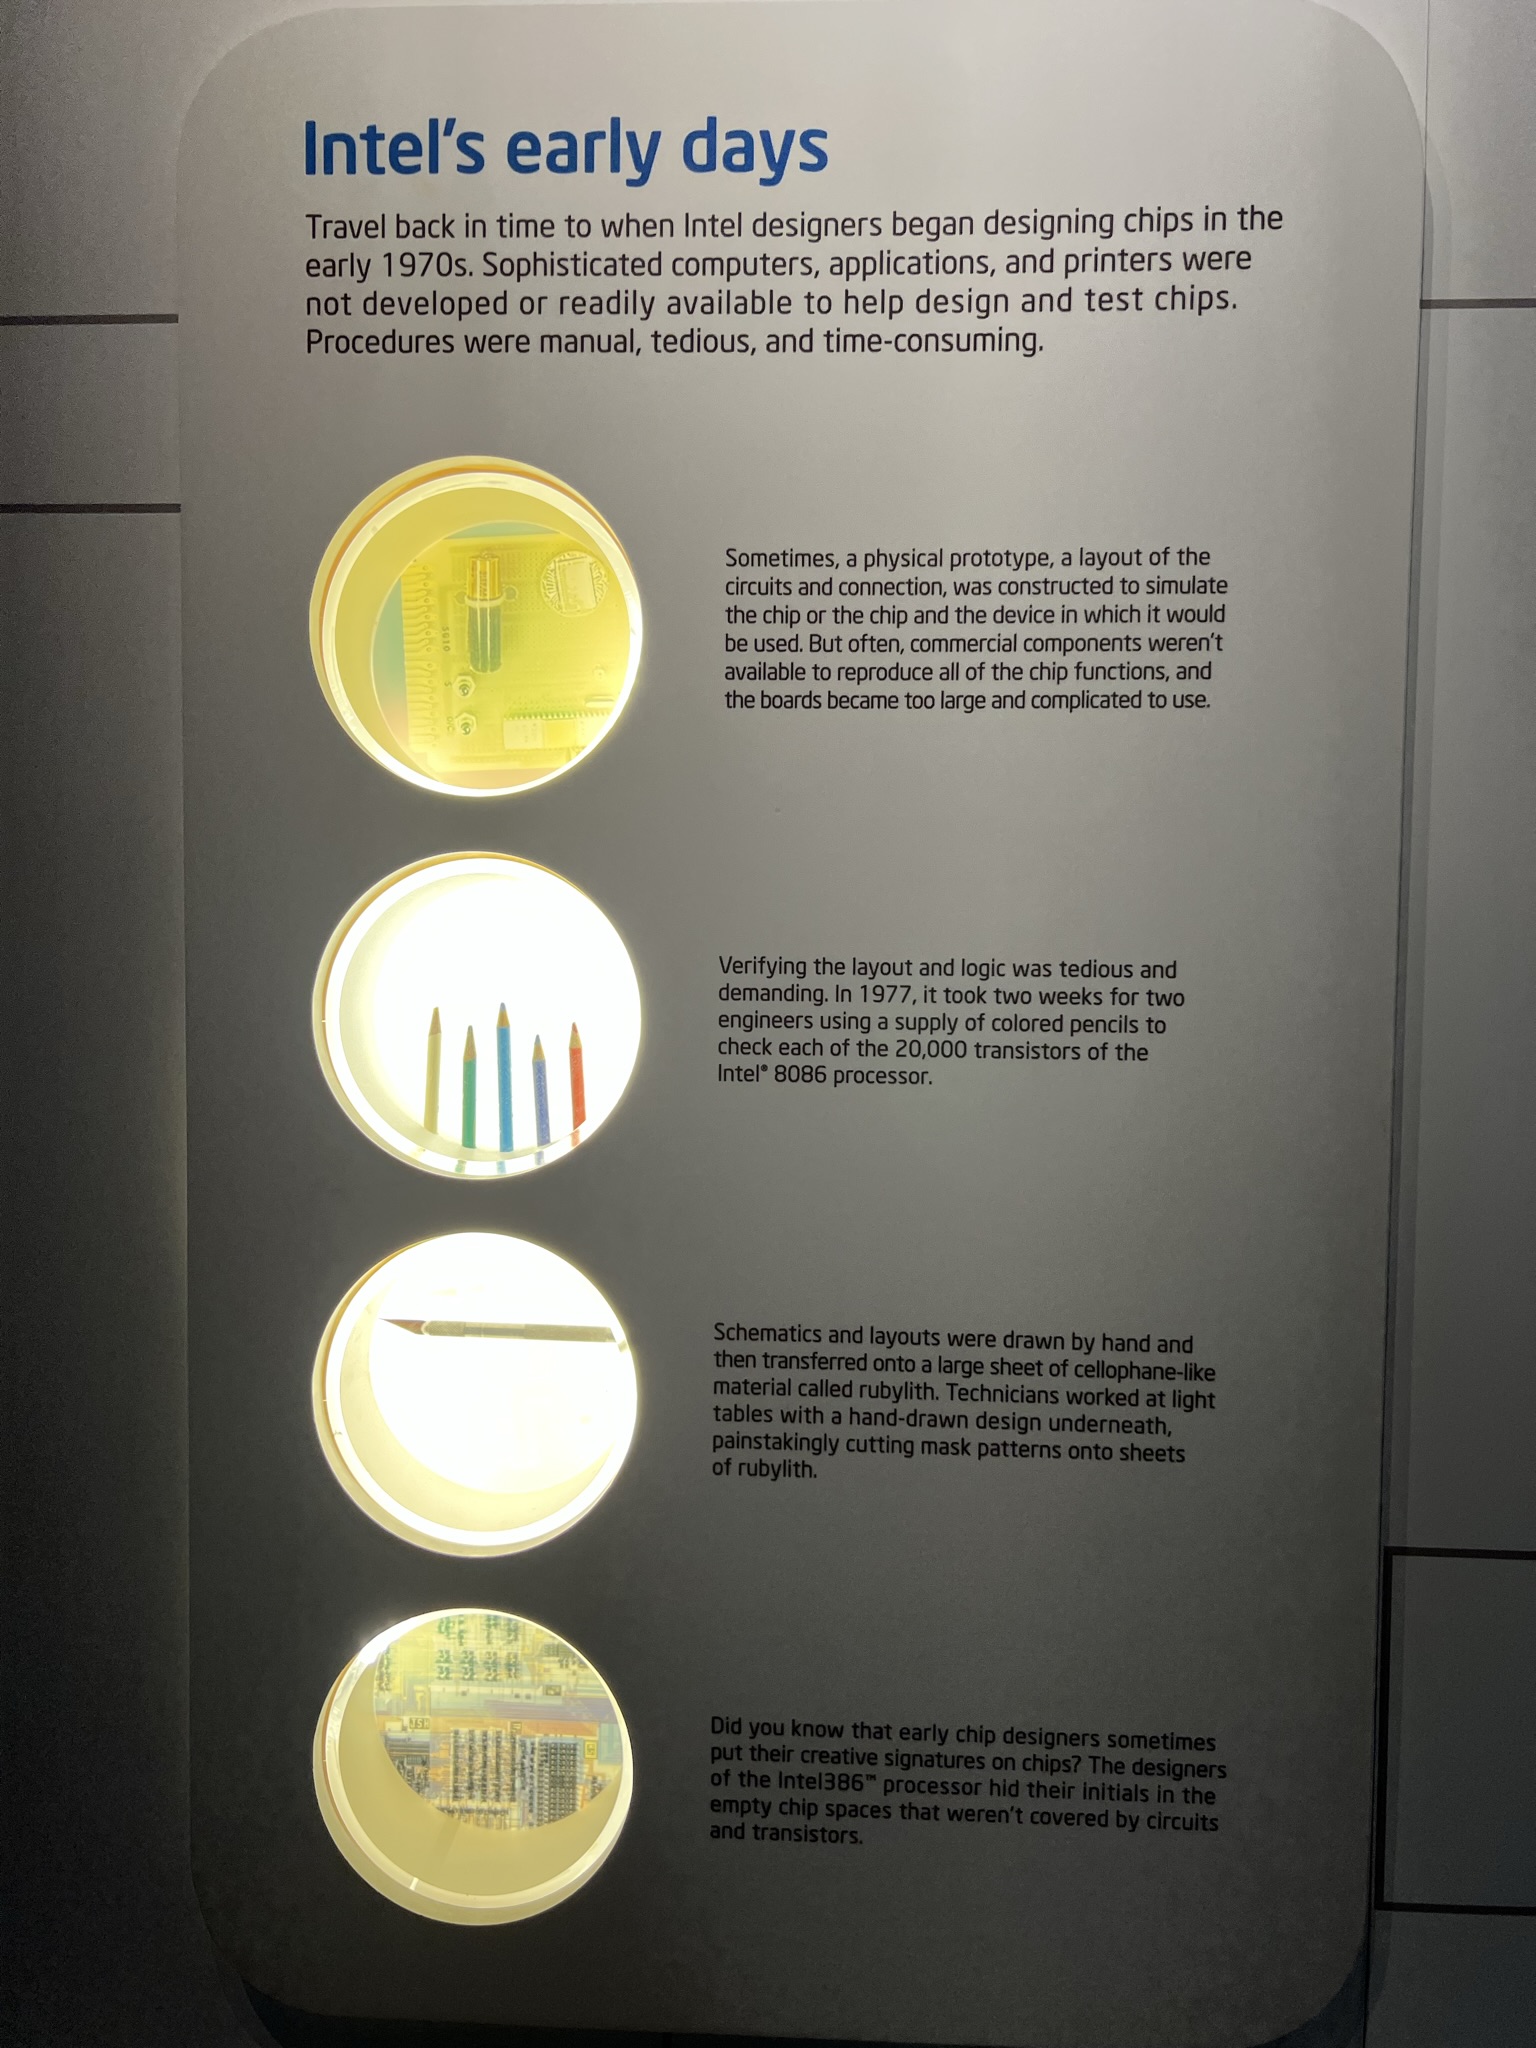 Intel's early days
Travel back in time to when Intel designers began designing chips in the
early 1970s. Sophisticated computers, applications, and printers were
not developed or readily available to help design and test chips.
Procedures were manual, tedious, and time-consuming.
Sometimes, a physical prototype, a layout of the
circuits and connection, was constructed to simulate
the chip or the chip and the device in which it would
be used. But often, commercial components weren't
available to reproduce all of the chip functions, and
the boards became too large and complicated to use.
Verifying the layout and logic was tedious and
demanding. In 1977, it took two weeks for two
engineers using a supply of colored pencils to
check each of the 20,000 transistors of the
Intel® 8086 processor.
Schematics and layouts were drawn by hand and
then transferred onto a large sheet of cellophane-like
material called rubylith. Technicians worked at light
tables with a hand-drawn design underneath,
painstakingly cutting mask patterns onto sheets
of rubylith.
Did you know that early chip designers sometimes
put their creative signatures on chips? The designers
of the Intel386™ processor hid their initials in the
empty chip spaces that weren't covered by circuits
and transistors.